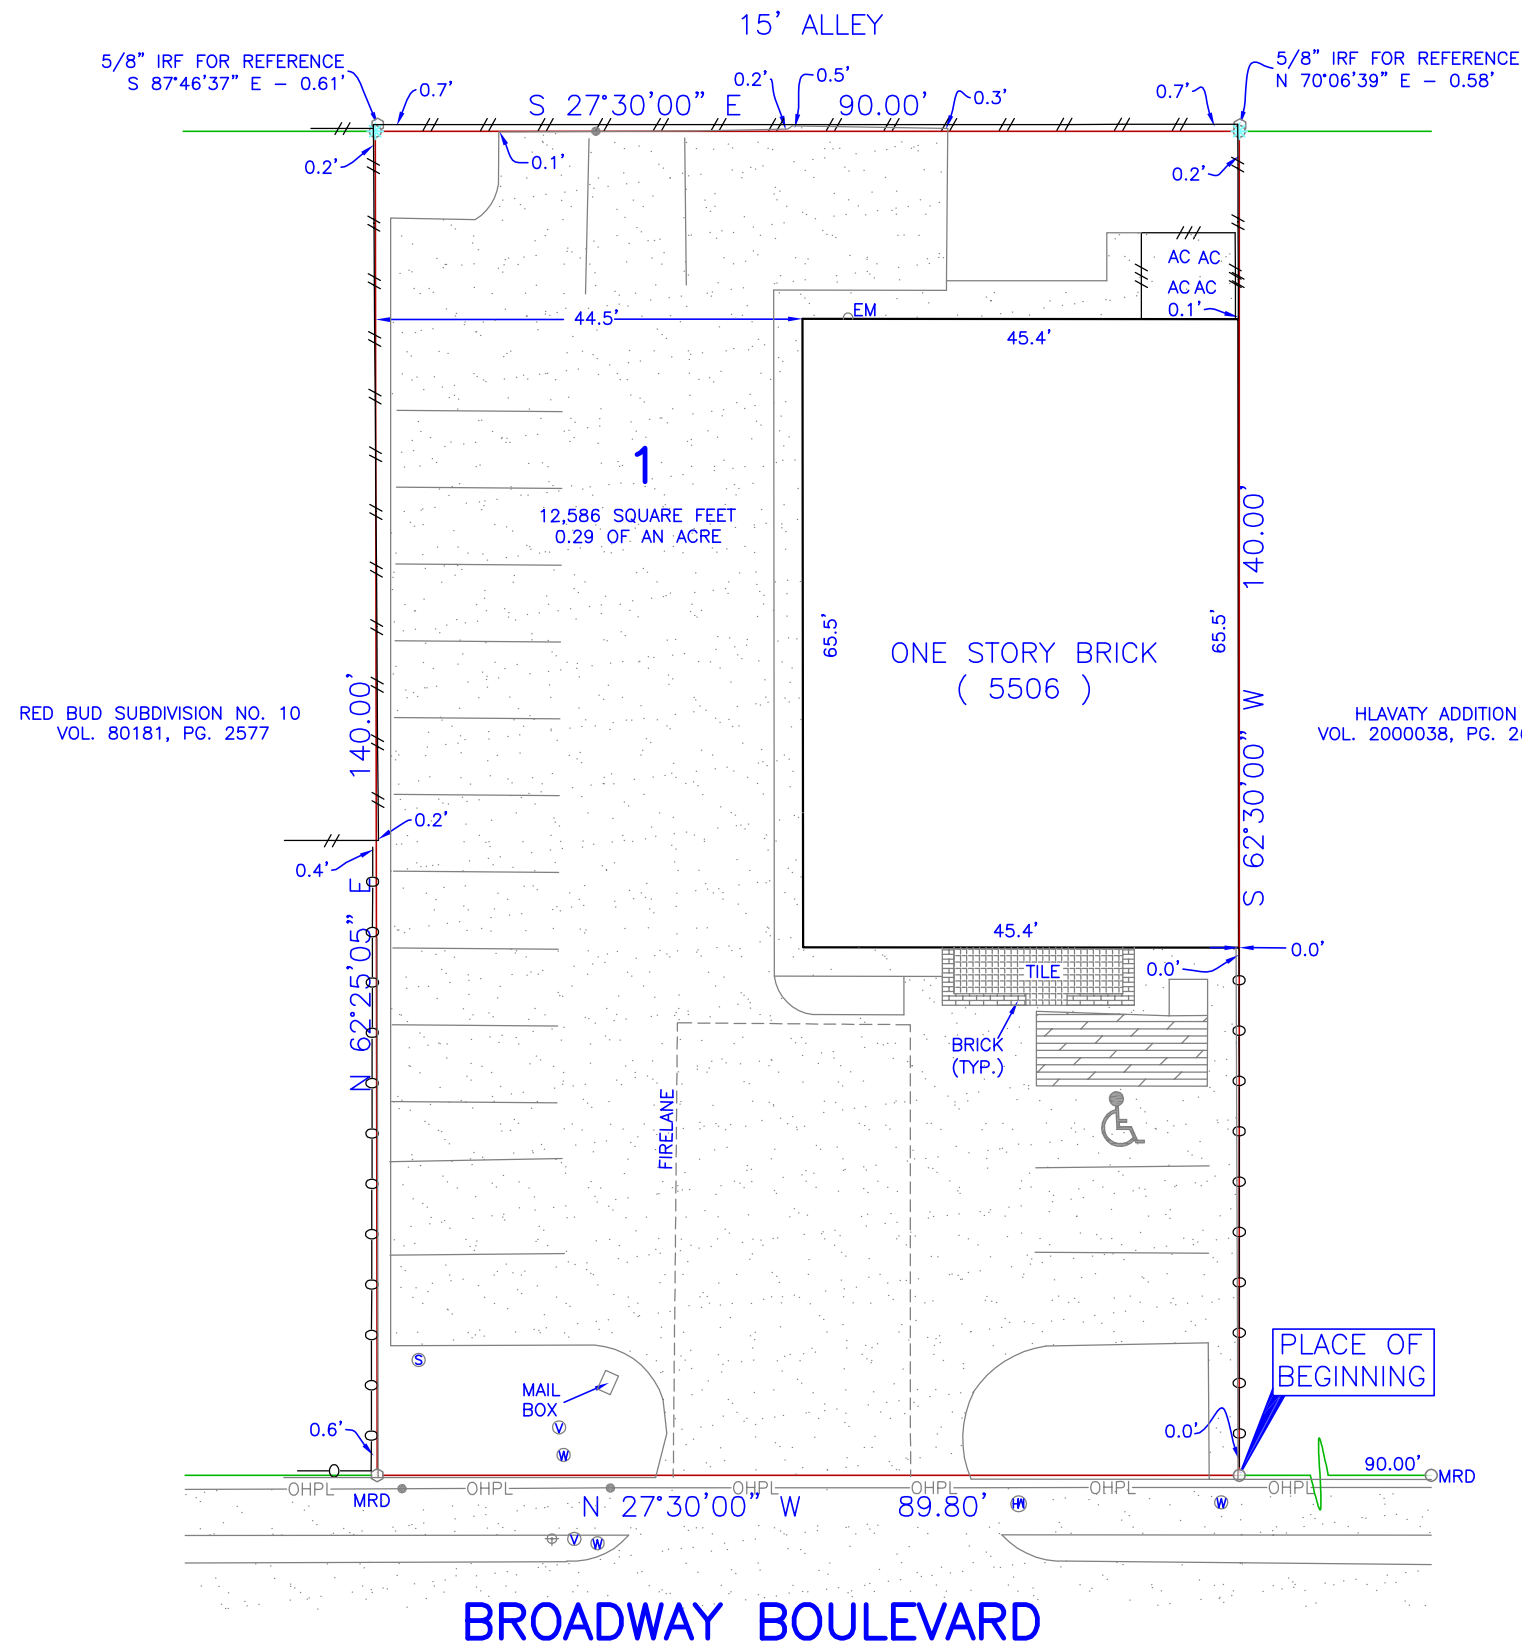 15' ALLEY
5/8" IRF FOR REFERENCE
S 87°46'37" E - 0.61'
5/8" IRF FOR REFERENCE
N 70°06'39" E - 0.58'
0.7'
S 27°30'00" E 90.00'
0.2'
0.5'
0.3'
0.7'
0.2'
0.1'
0.2'
AC AC
AC AC
0.1'
EM
44.5'
45.4'
1
12,586 SQUARE FEET
0.29 OF AN ACRE
S 62°30'00" W 140.00'
65.5'
65.5'
ONE STORY BRICK
( 5506 )
RED BUD SUBDIVISION NO. 10
VOL. 80181, PG. 2577
HLAVATY ADDITION
VOL. 2000038, PG.
N 62°25'05" E 140.00'
0.2'
0.4'
45.4'
0.0'
0.0'
TILE
BRICK
(TYP.)
FIRELANE
PLACE OF
BEGINNING
S
MAIL
BOX
V
W
0.6'
0.0'
90.00'
MRD
MRD
OHPL OHPL OHPL OHPL OHPL OHPL
N 27°30'00" W 89.80'
HW
W
V
W
BROADWAY BOULEVARD